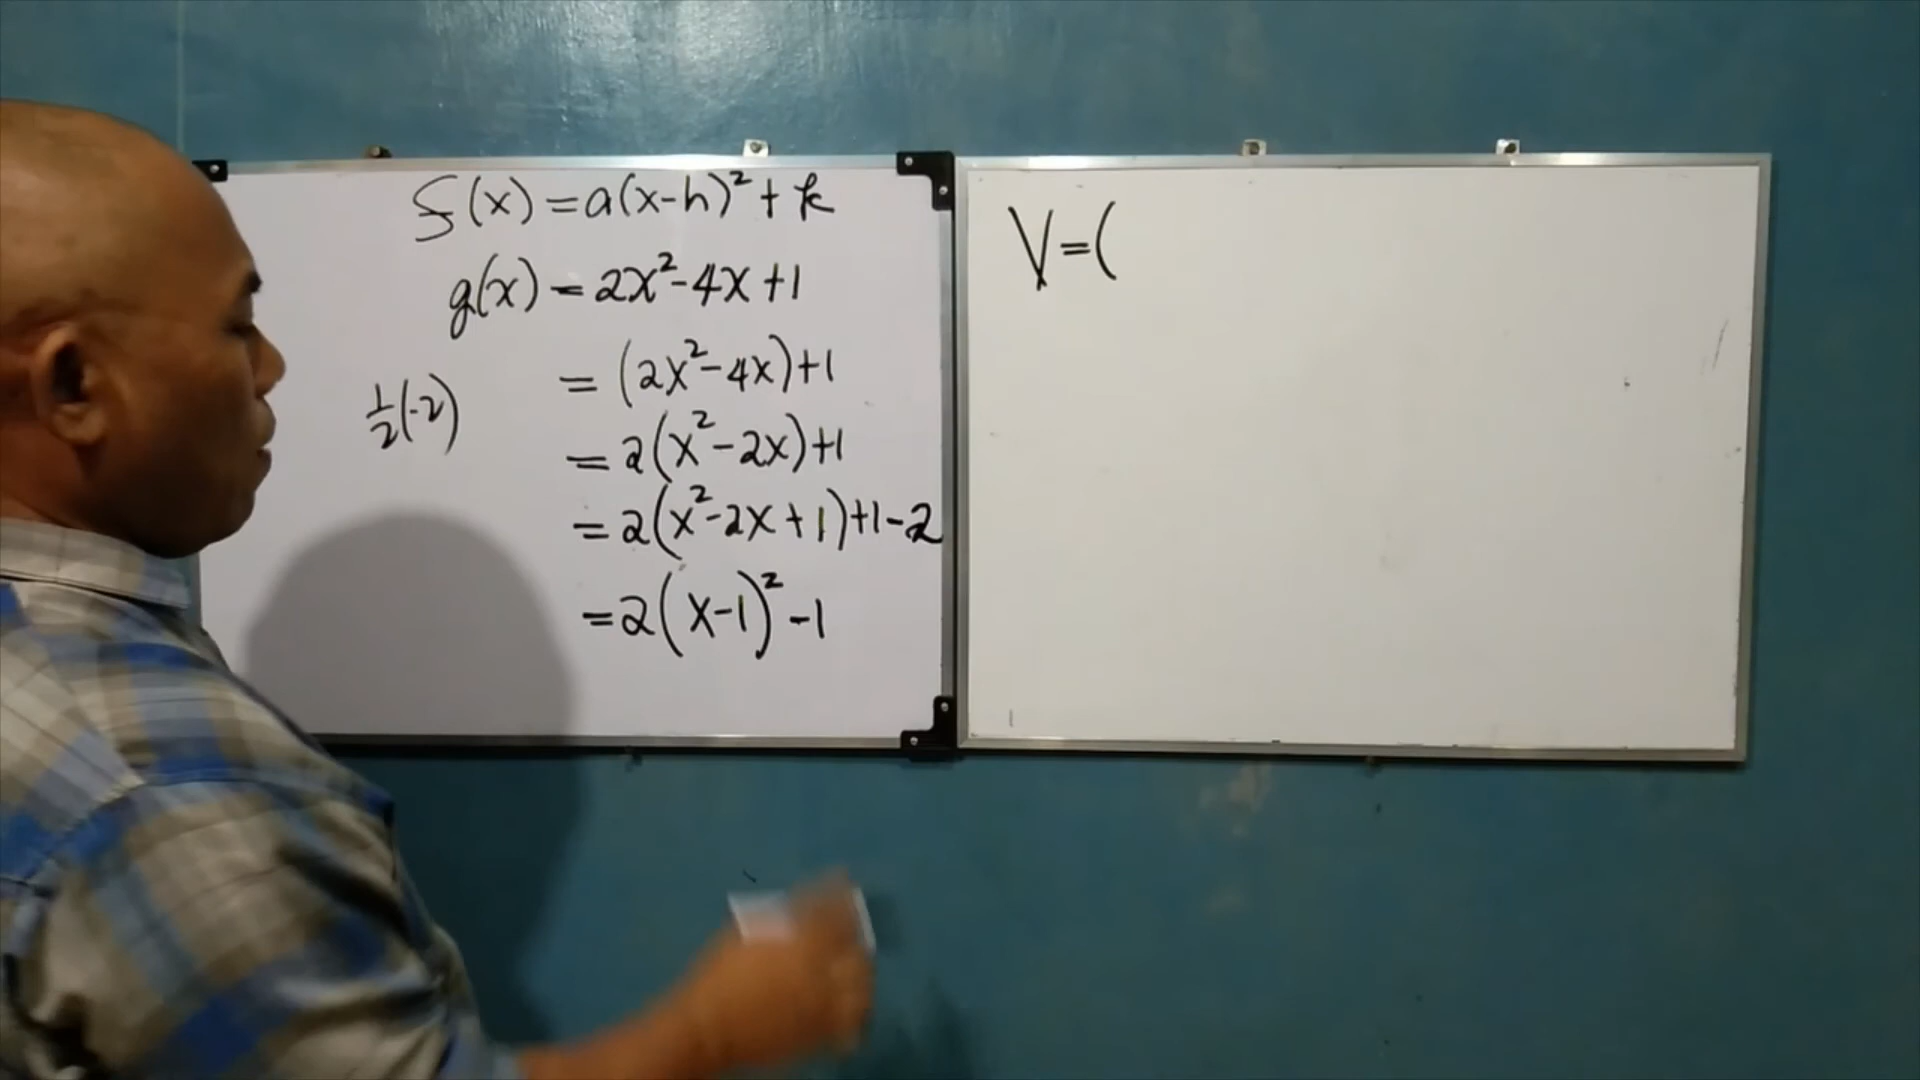 f(x) = a(x-h)² + k
g(x) = 2x² - 4x + 1
= (2x² - 4x) + 1
½(-2)
= 2(x² - 2x) + 1
= 2(x² - 2x + 1) + 1 - 2
= 2(x-1)² - 1
V = (